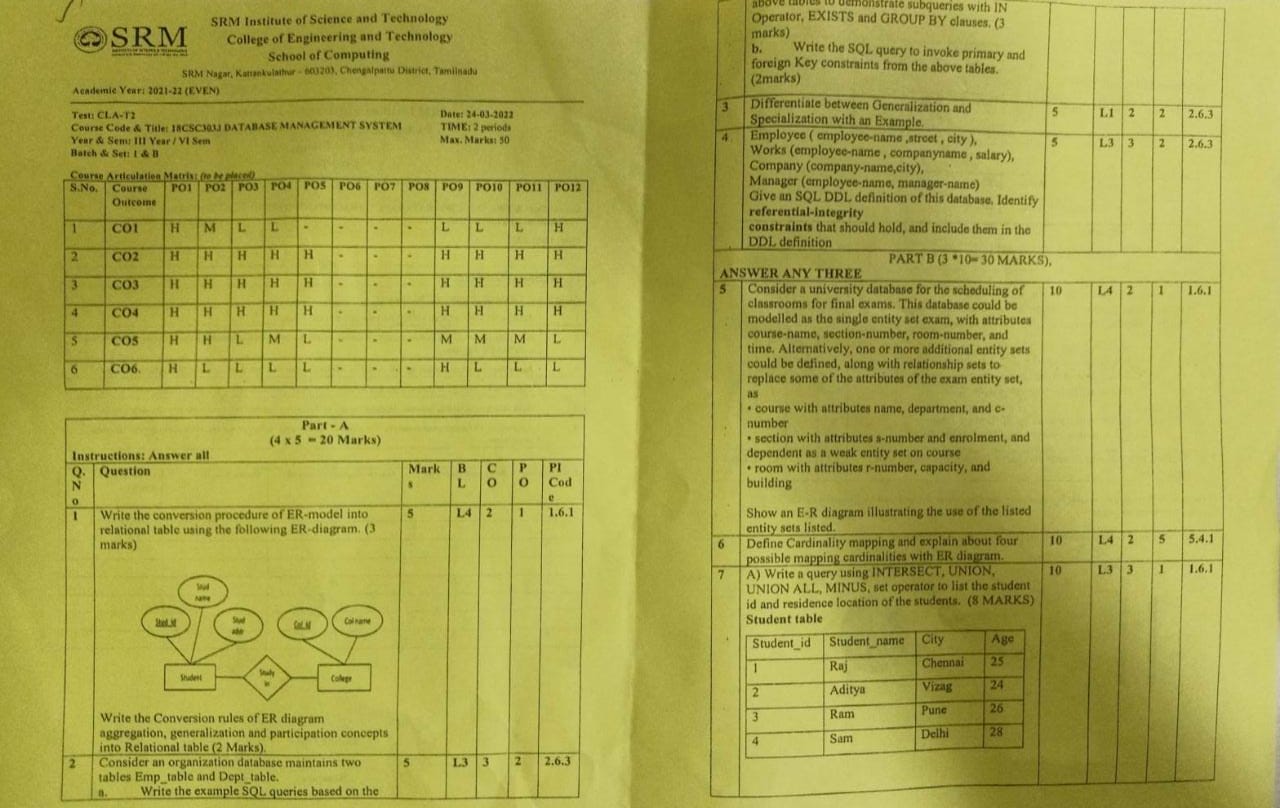 SRM
SRM Institute of Science and Technology
College of Engineering and Technology
School of Computing
SRM Nagar, Kattankulathur - 603203, Chengalpattu District, Tamilnadu
Academic Year: 2021-22 (EVEN)
Test: CLA-T2 Date: 24-03-2022
Course Code & Title: 18CSC303J DATABASE MANAGEMENT SYSTEM TIME: 2 periods
Year & Sem: III Year / VI Sem Max. Marks: 50
Batch & Set: I & B
Course Articulation Matrix: (to be placed)
S.No. Course PO1 PO2 PO3 PO4 PO5 PO6 PO7 PO8 PO9 PO10 PO11 PO12
Outcome
1 CO1 H M L L - - - - L L L H
2 CO2 H H H H H - - - H H H H
3 CO3 H H H H H - - - H H H H
4 CO4 H H H H H - - - H H H H
5 CO5 H H L M L - - - M M M L
6 CO6. H L L L L - - - H L L L
Part - A
(4 x 5 = 20 Marks)
Instructions: Answer all
Q. Question Mark B C P PI
N s L O O Cod
o e
1 Write the conversion procedure of ER-model into 5 L4 2 1 1.6.1
relational table using the following ER-diagram. (3
marks)
Stud
name
Stud_id Stud Col_id Col name
addr
Student Study College
in
Write the Conversion rules of ER diagram
aggregation, generalization and participation concepts
into Relational table (2 Marks).
2 Consider an organization database maintains two 5 L3 3 2 2.6.3
tables Emp_table and Dept_table.
a. Write the example SQL queries based on the
above tables to demonstrate subqueries with IN
Operator, EXISTS and GROUP BY clauses. (3
marks)
b. Write the SQL query to invoke primary and
foreign Key constraints from the above tables.
(2marks)
3 Differentiate between Generalization and 5 L1 2 2 2.6.3
Specialization with an Example.
4 Employee ( employee-name ,street , city ), 5 L3 3 2 2.6.3
Works (employee-name , companyname , salary),
Company (company-name,city),
Manager (employee-name, manager-name)
Give an SQL DDL definition of this database. Identify
referential-integrity
constraints that should hold, and include them in the
DDL definition
PART B (3 *10= 30 MARKS),
ANSWER ANY THREE
5 Consider a university database for the scheduling of 10 L4 2 1 1.6.1
classrooms for final exams. This database could be
modelled as the single entity set exam, with attributes
course-name, section-number, room-number, and
time. Alternatively, one or more additional entity sets
could be defined, along with relationship sets to
replace some of the attributes of the exam entity set,
as
• course with attributes name, department, and c-
number
• section with attributes s-number and enrolment, and
dependent as a weak entity set on course
• room with attributes r-number, capacity, and
building
Show an E-R diagram illustrating the use of the listed
entity sets listed.
6 Define Cardinality mapping and explain about four 10 L4 2 5 5.4.1
possible mapping cardinalities with ER diagram.
7 A) Write a query using INTERSECT, UNION, 10 L3 3 1 1.6.1
UNION ALL, MINUS, set operator to list the student
id and residence location of the students. (8 MARKS)
Student table
Student_id Student_name City Age
1 Raj Chennai 25
2 Aditya Vizag 24
3 Ram Pune 26
4 Sam Delhi 28